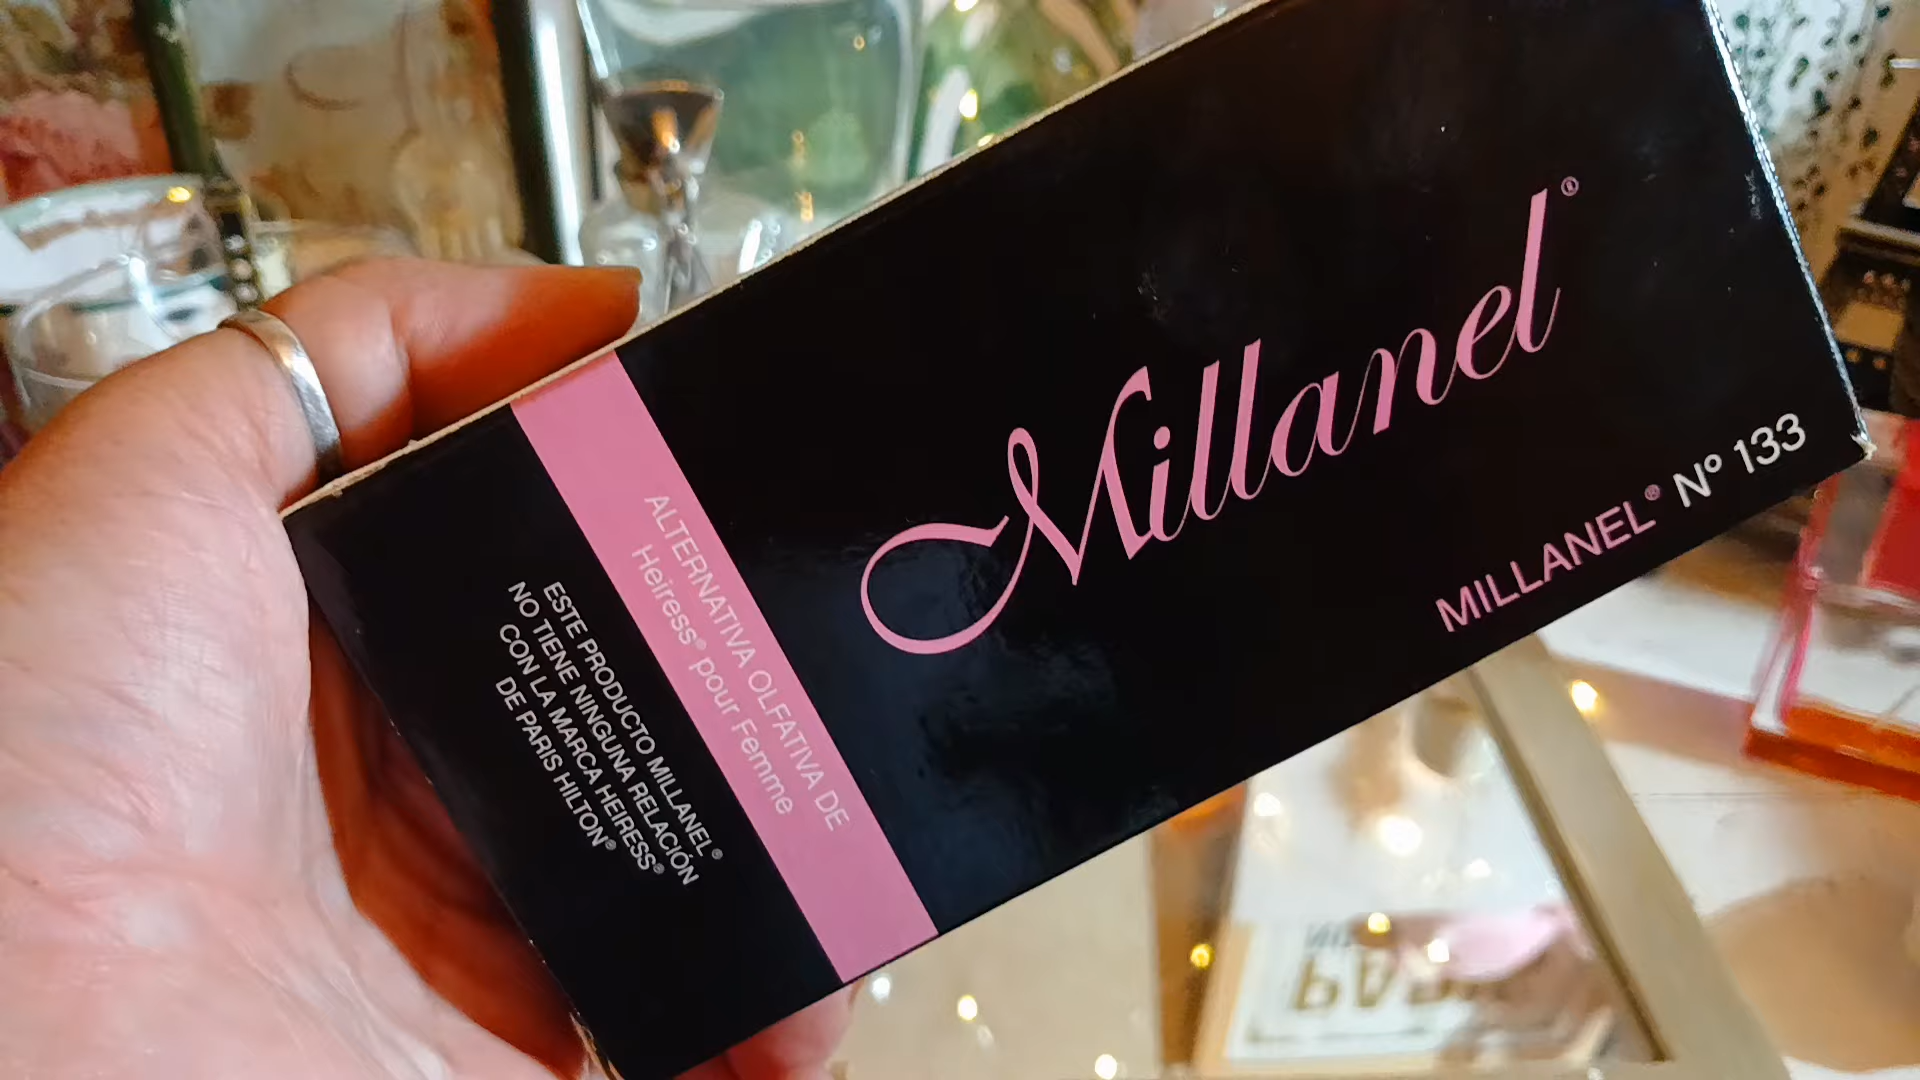 Millanel®
MILLANEL® Nº 133
ALTERNATIVA OLFATIVA DE
Heiress® pour Femme
ESTE PRODUCTO MILLANEL®
NO TIENE NINGUNA RELACIÓN
CON LA MARCA HEIRESS®
DE PARIS HILTON®